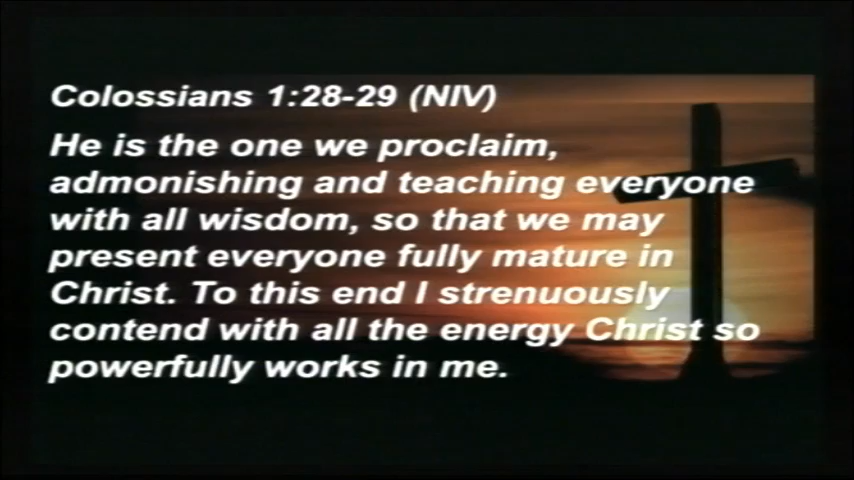 Colossians 1:28-29 (NIV)
He is the one we proclaim,
admonishing and teaching everyone
with all wisdom, so that we may
present everyone fully mature in
Christ. To this end I strenuously
contend with all the energy Christ so
powerfully works in me.